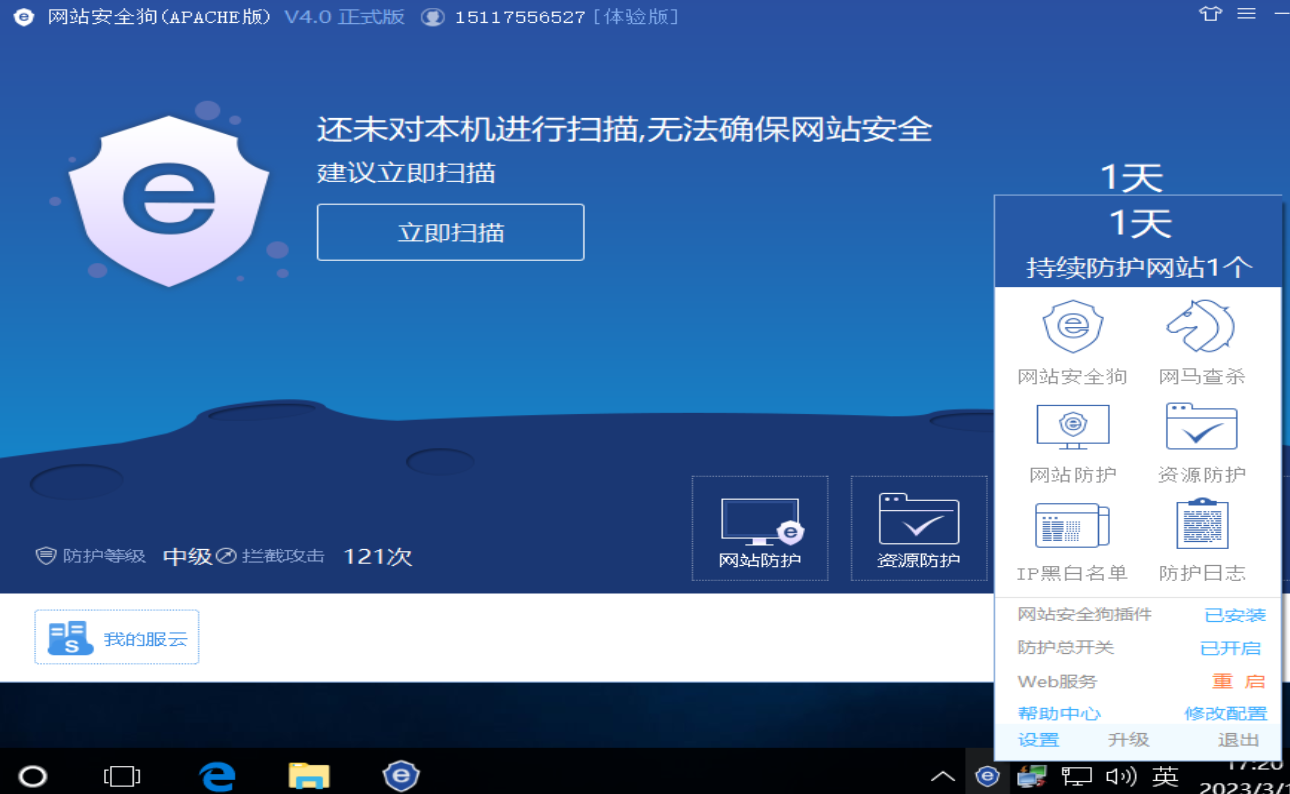 网站安全狗(APACHE版) V4.0 正式版 15117556527 [体验版]
还未对本机进行扫描,无法确保网站安全
建议立即扫描
立即扫描
1天
1天
持续防护网站1个
网站安全狗 网马查杀
网站防护 资源防护
IP黑白名单 防护日志
网站安全狗插件 已安装
防护总开关 已开启
Web服务 重 启
帮助中心 修改配置
设置 升级 退出
网站防护 资源防护
防护等级 中级 拦截攻击 121次
我的服云
英
17:20